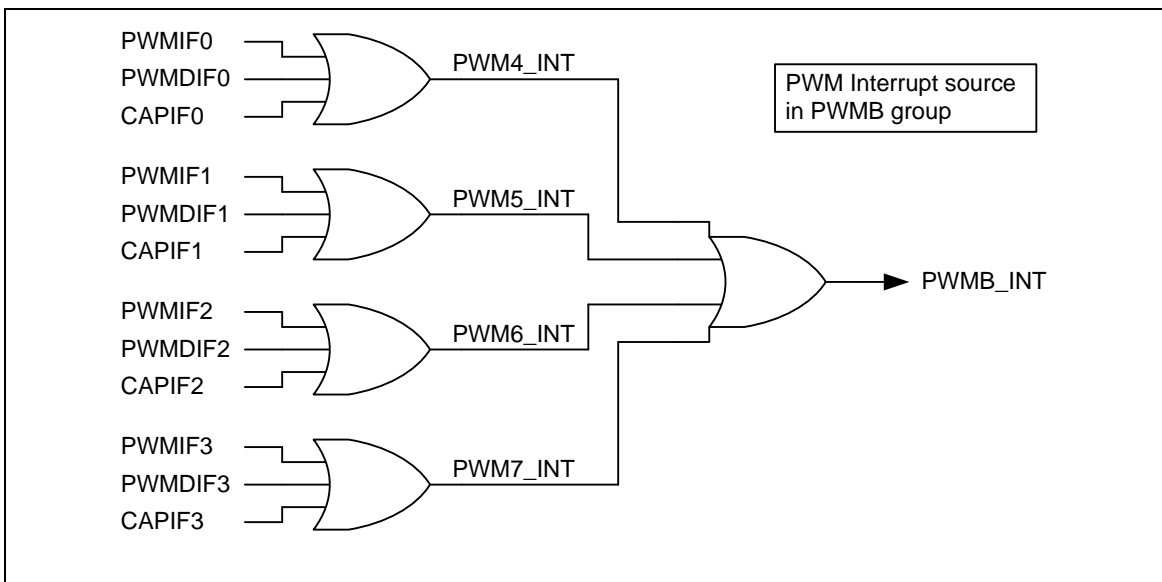 PWMIF0
PWMDIF0
CAPIF0
PWM4_INT
PWM Interrupt source
in PWMB group
PWMIF1
PWMDIF1
CAPIF1
PWM5_INT
PWMB_INT
PWMIF2
PWMDIF2
CAPIF2
PWM6_INT
PWMIF3
PWMDIF3
CAPIF3
PWM7_INT